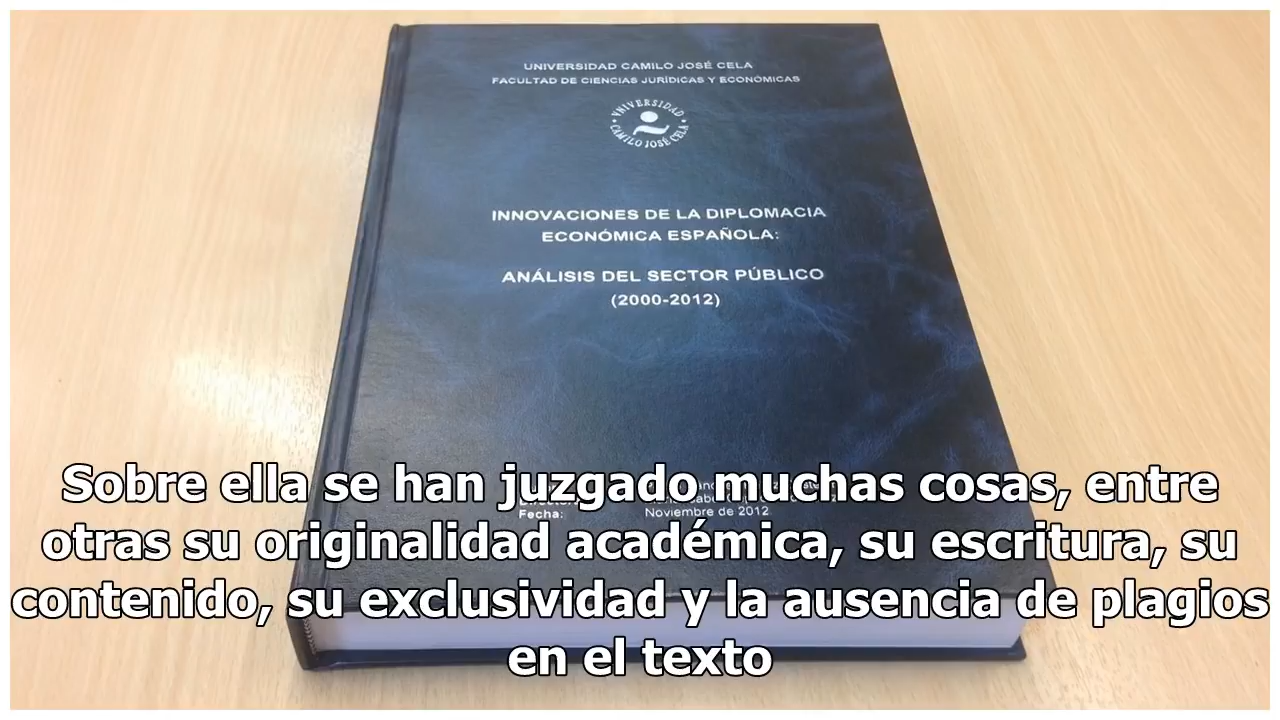 UNIVERSIDAD CAMILO JOSÉ CELA
FACULTAD DE CIENCIAS JURÍDICAS Y ECONÓMICAS
VNIVERSIDAD
CAMILO JOSÉ CELA
INNOVACIONES DE LA DIPLOMACIA
ECONÓMICA ESPAÑOLA:
ANÁLISIS DEL SECTOR PÚBLICO
(2000-2012)
Fecha: Noviembre de 2012
Sobre ella se han juzgado muchas cosas, entre
otras su originalidad académica, su escritura, su
contenido, su exclusividad y la ausencia de plagios
en el texto